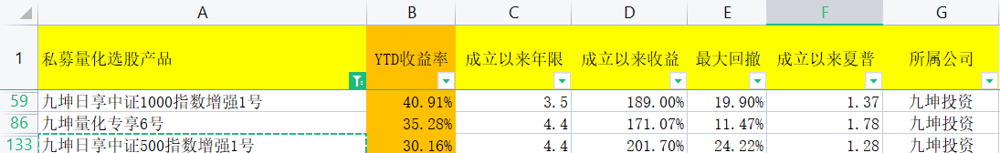 A B C D E F G
1 私募量化选股产品 YTD收益率 成立以来年限 成立以来收益 最大回撤 成立以来夏普 所属公司
59 九坤日享中证1000指数增强1号 40.91% 3.5 189.00% 19.90% 1.37 九坤投资
86 九坤量化专享6号 35.28% 4.4 171.07% 11.47% 1.78 九坤投资
133 九坤日享中证500指数增强1号 30.16% 4.4 201.70% 24.22% 1.28 九坤投资